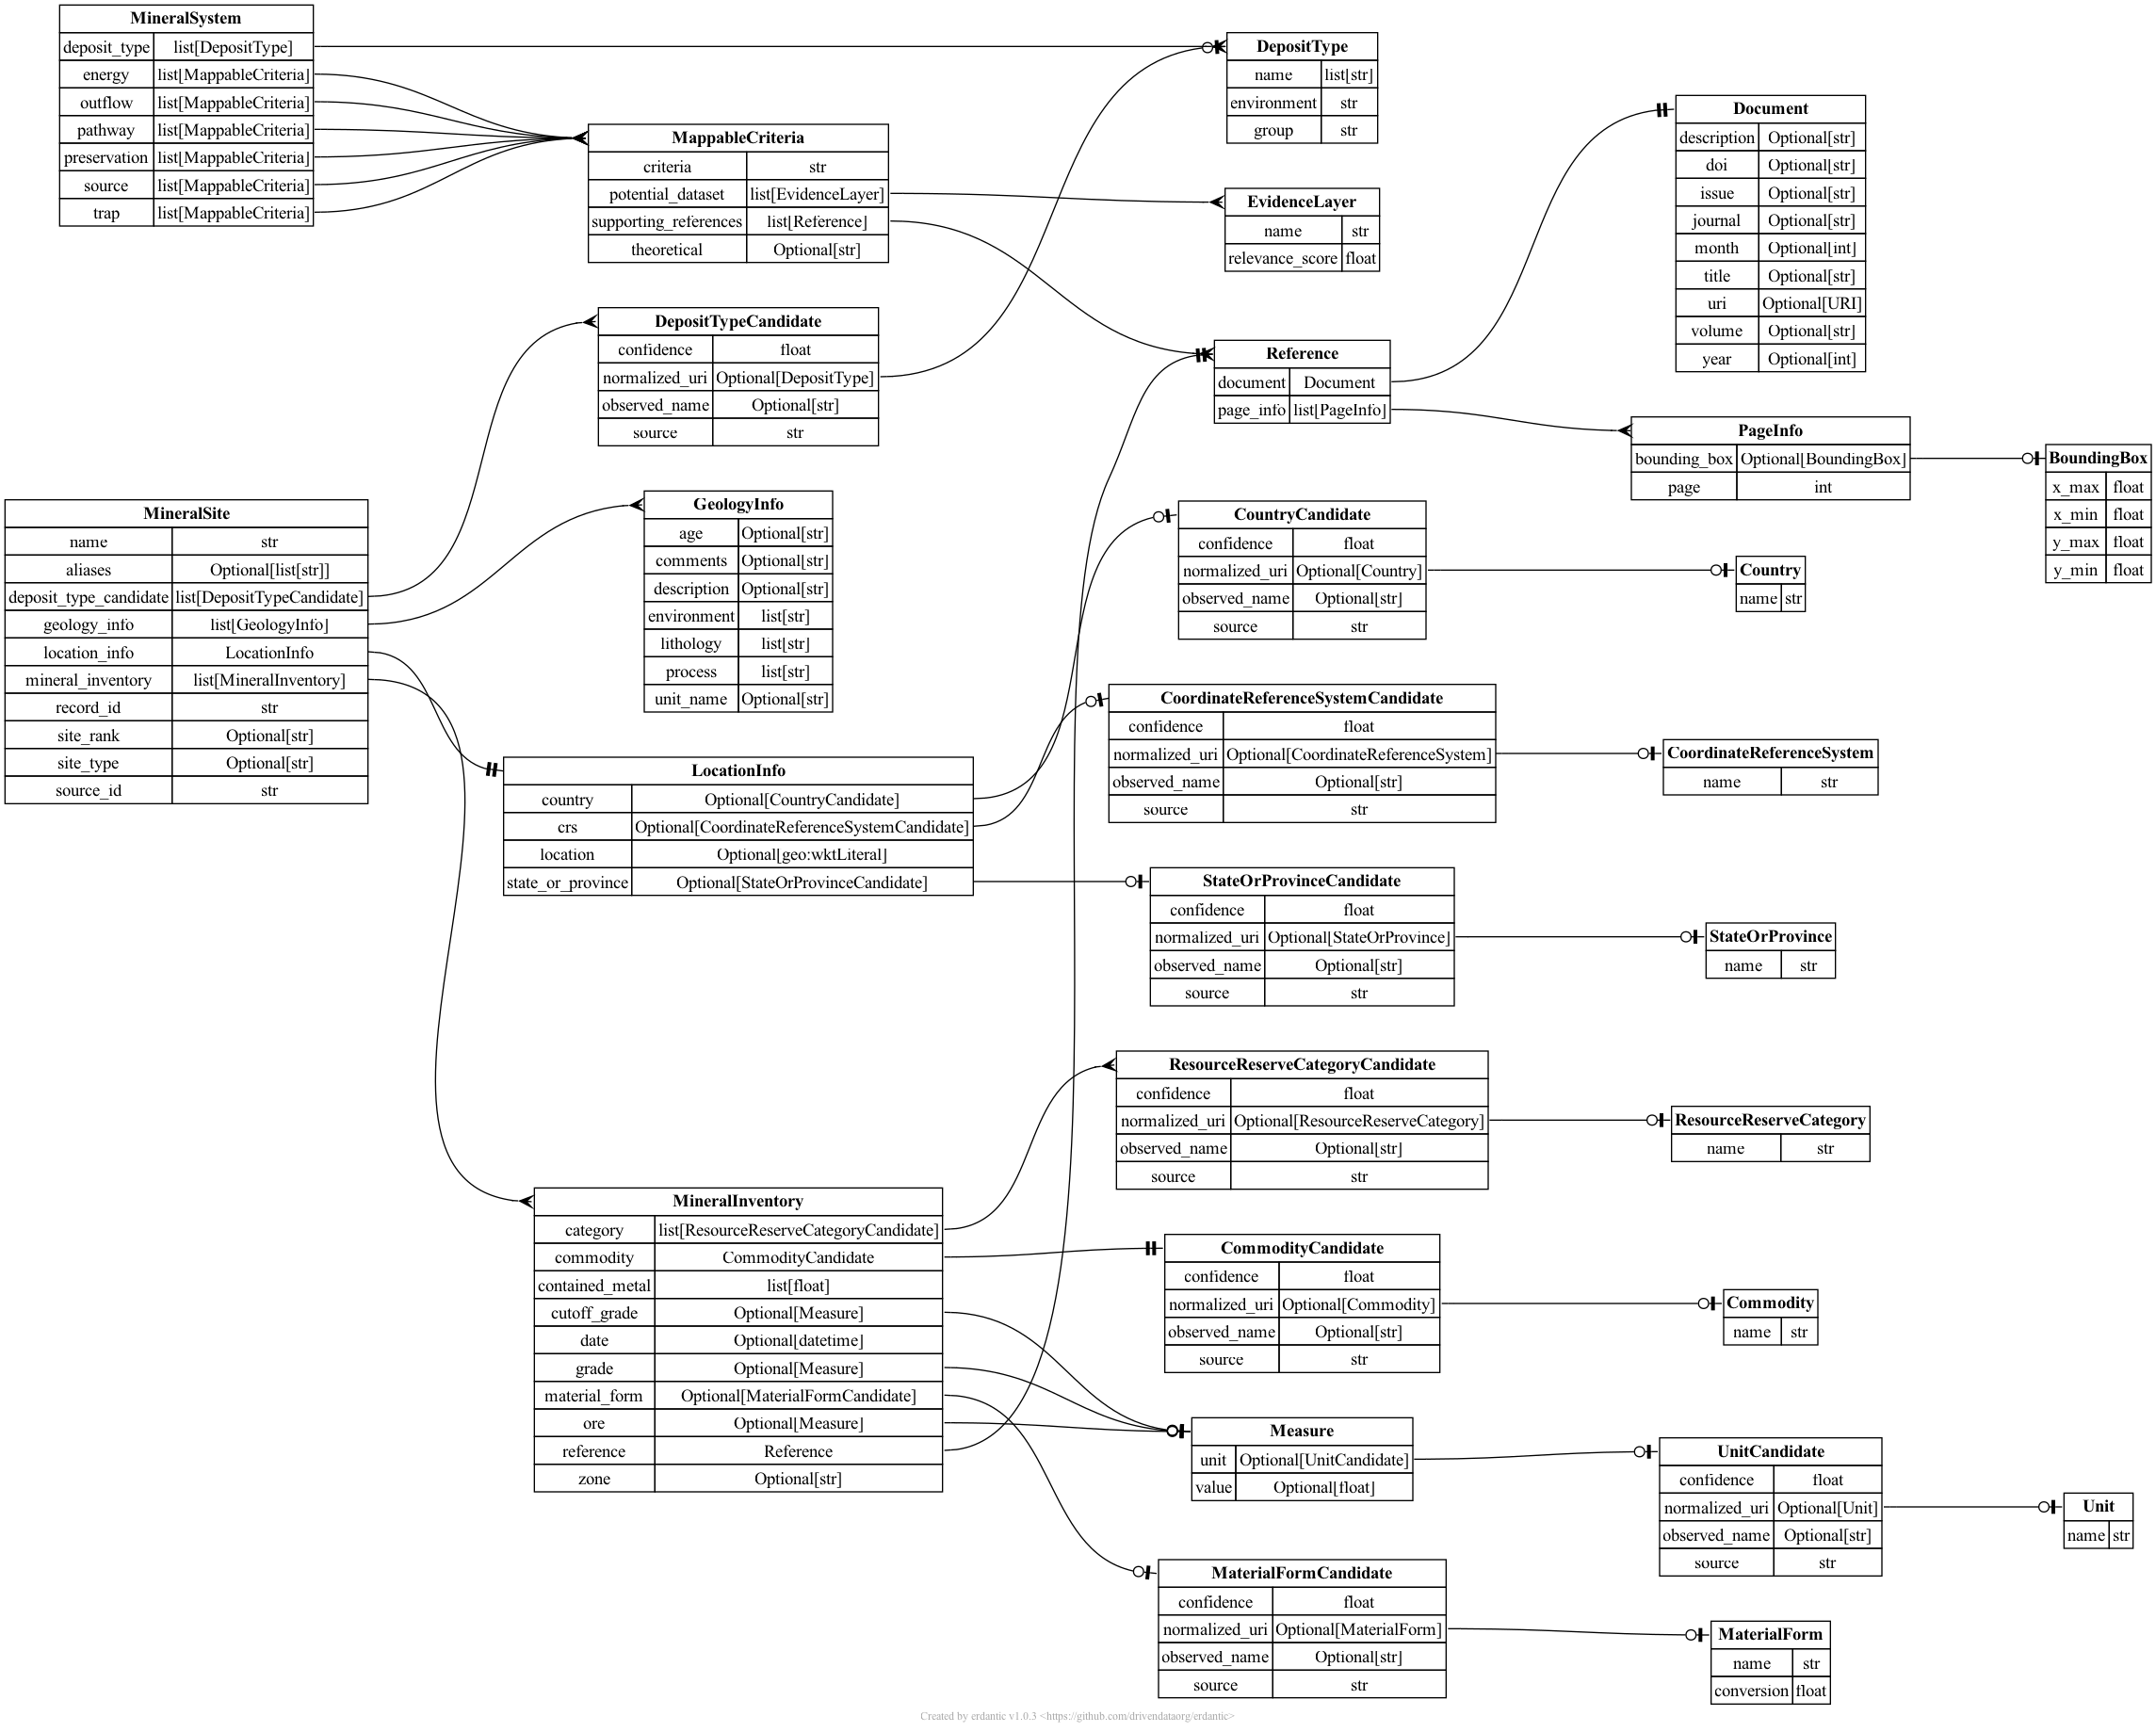 MineralSystem
deposit_type list[DepositType]
energy list[MappableCriteria]
outflow list[MappableCriteria]
pathway list[MappableCriteria]
preservation list[MappableCriteria]
source list[MappableCriteria]
trap list[MappableCriteria]
MappableCriteria
criteria str
potential_dataset list[EvidenceLayer]
supporting_references list[Reference]
theoretical Optional[str]
DepositType
name list[str]
environment str
group str
EvidenceLayer
name str
relevance_score float
Document
description Optional[str]
doi Optional[str]
issue Optional[str]
journal Optional[str]
month Optional[int]
title Optional[str]
uri Optional[URI]
volume Optional[str]
year Optional[int]
DepositTypeCandidate
confidence float
normalized_uri Optional[DepositType]
observed_name Optional[str]
source str
Reference
document Document
page_info list[PageInfo]
PageInfo
bounding_box Optional[BoundingBox]
page int
BoundingBox
x_max float
x_min float
y_max float
y_min float
MineralSite
name str
aliases Optional[list[str]]
deposit_type_candidate list[DepositTypeCandidate]
geology_info list[GeologyInfo]
location_info LocationInfo
mineral_inventory list[MineralInventory]
record_id str
site_rank Optional[str]
site_type Optional[str]
source_id str
GeologyInfo
age Optional[str]
comments Optional[str]
description Optional[str]
environment list[str]
lithology list[str]
process list[str]
unit_name Optional[str]
CountryCandidate
confidence float
normalized_uri Optional[Country]
observed_name Optional[str]
source str
Country
name str
LocationInfo
country Optional[CountryCandidate]
crs Optional[CoordinateReferenceSystemCandidate]
location Optional[geo:wktLiteral]
state_or_province Optional[StateOrProvinceCandidate]
CoordinateReferenceSystemCandidate
confidence float
normalized_uri Optional[CoordinateReferenceSystem]
observed_name Optional[str]
source str
CoordinateReferenceSystem
name str
StateOrProvinceCandidate
confidence float
normalized_uri Optional[StateOrProvince]
observed_name Optional[str]
source str
StateOrProvince
name str
ResourceReserveCategoryCandidate
confidence float
normalized_uri Optional[ResourceReserveCategory]
observed_name Optional[str]
source str
ResourceReserveCategory
name str
MineralInventory
category list[ResourceReserveCategoryCandidate]
commodity CommodityCandidate
contained_metal list[float]
cutoff_grade Optional[Measure]
date Optional[datetime]
grade Optional[Measure]
material_form Optional[MaterialFormCandidate]
ore Optional[Measure]
reference Reference
zone Optional[str]
CommodityCandidate
confidence float
normalized_uri Optional[Commodity]
observed_name Optional[str]
source str
Commodity
name str
Measure
unit Optional[UnitCandidate]
value Optional[float]
UnitCandidate
confidence float
normalized_uri Optional[Unit]
observed_name Optional[str]
source str
Unit
name str
MaterialFormCandidate
confidence float
normalized_uri Optional[MaterialForm]
observed_name Optional[str]
source str
MaterialForm
name str
conversion float
Created by erdantic v1.0.3 <https://github.com/drivendataorg/erdantic>